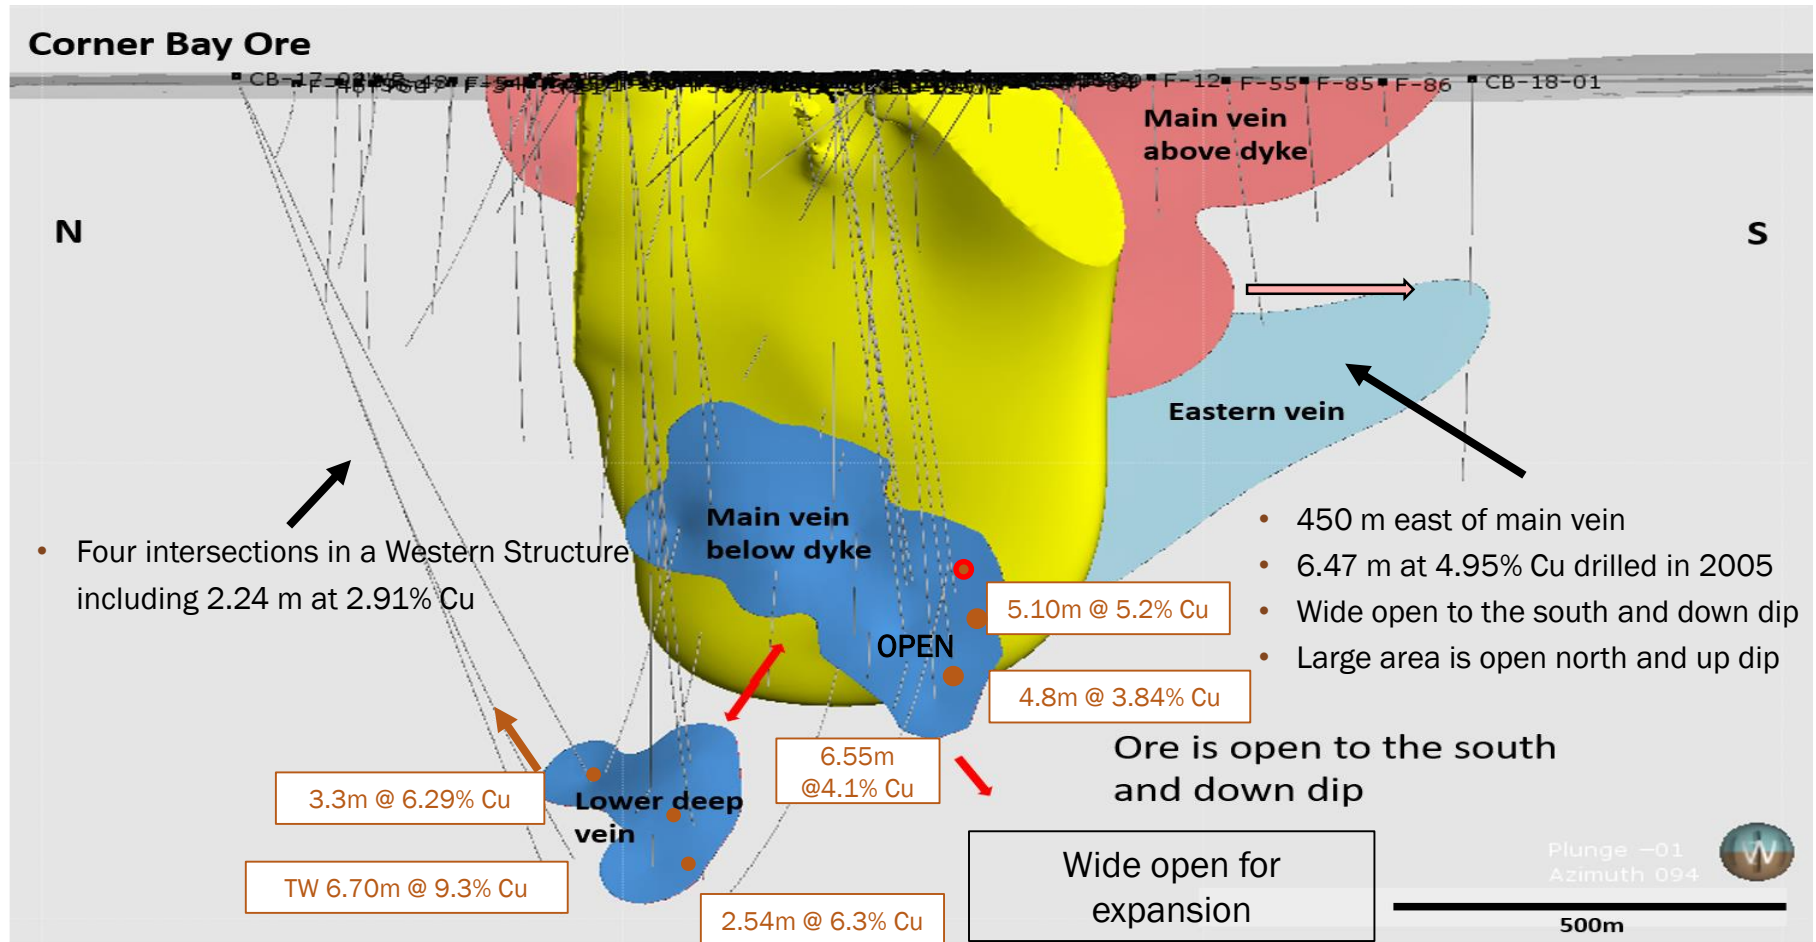 Corner Bay Ore
F-12
F-55
F-85
F-86
CB-18-01
Main vein
above dyke
N
S
Eastern vein
Main vein
below dyke
• Four intersections in a Western Structure
including 2.24 m at 2.91% Cu
• 450 m east of main vein
• 6.47 m at 4.95% Cu drilled in 2005
• Wide open to the south and down dip
• Large area is open north and up dip
5.10m @ 5.2% Cu
OPEN
4.8m @ 3.84% Cu
6.55m
@4.1% Cu
Ore is open to the south
and down dip
3.3m @ 6.29% Cu
Lower deep
vein
TW 6.70m @ 9.3% Cu
2.54m @ 6.3% Cu
Wide open for
expansion
Plunge −01
Azimuth 094
W
500m